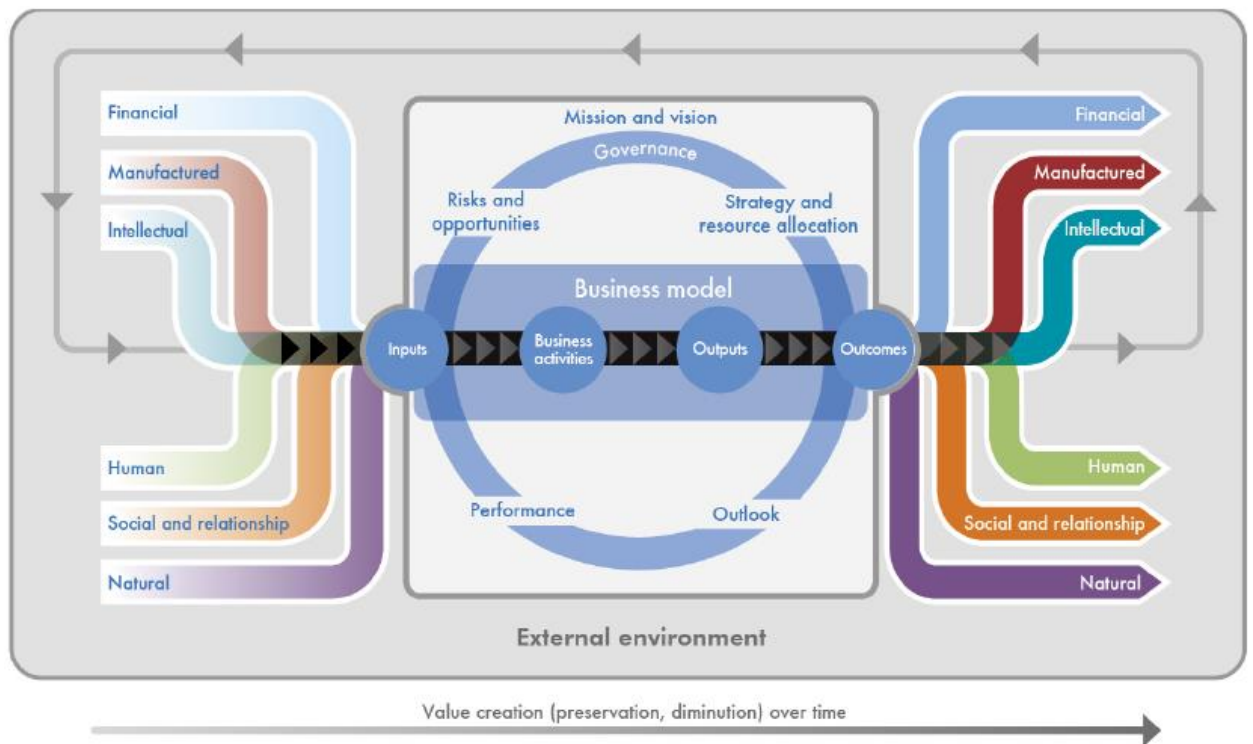 Financial
Manufactured
Intellectual
Human
Social and relationship
Natural
Mission and vision
Governance
Risks and
opportunities
Strategy and
resource allocation
Business model
Inputs
Business
activities
Outputs
Outcomes
Performance
Outlook
Financial
Manufactured
Intellectual
Human
Social and relationship
Natural
External environment
Value creation (preservation, diminution) over time